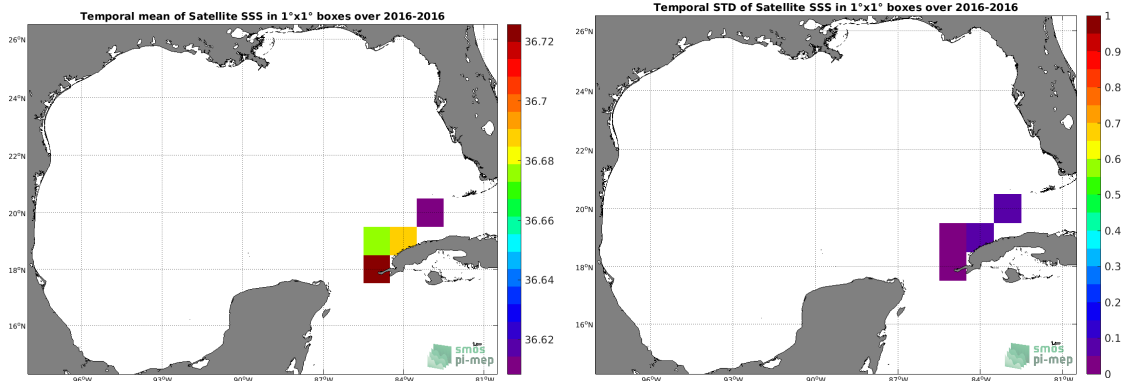 Temporal mean of Satellite SSS in 1°x1° boxes over 2016-2016
26°N
24°N
22°N
20°N
18°N
16°N
96°W 93°W 90°W 87°W 84°W 81°W
36.72
36.7
36.68
36.66
36.64
36.62
smos
pi-mep
Temporal STD of Satellite SSS in 1°x1° boxes over 2016-2016
26°N
24°N
22°N
20°N
18°N
16°N
96°W 93°W 90°W 87°W 84°W 81°W
1
0.9
0.8
0.7
0.6
0.5
0.4
0.3
0.2
0.1
0
smos
pi-mep